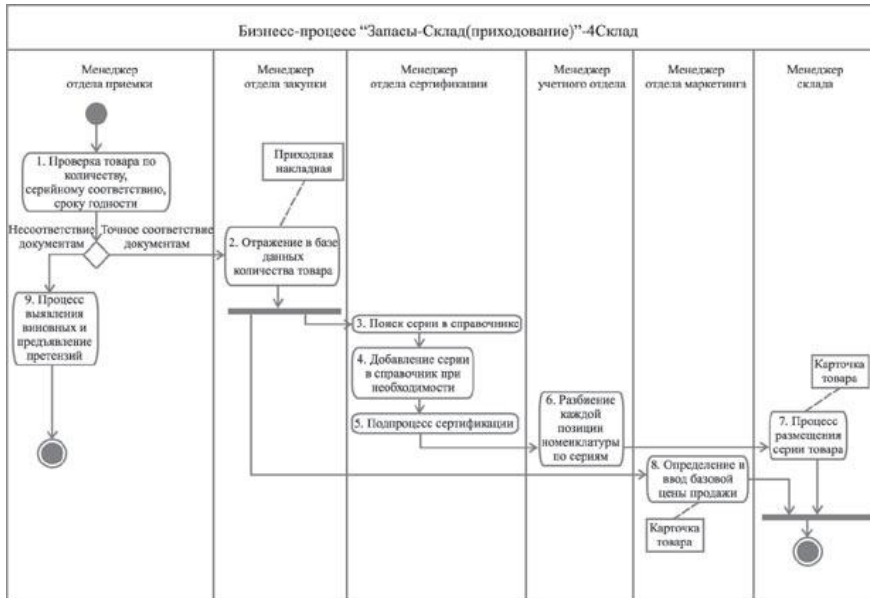 Бизнесс-процесс “Запасы-Склад(приходование)”-4Склад
Менеджер
отдела приемки
Менеджер
отдела закупки
Менеджер
отдела сертификации
Менеджер
учетного отдела
Менеджер
отдела маркетинга
Менеджер
склада
1. Проверка товара по
количеству,
серийному соответствию,
сроку годности
Приходная
накладная
Несоответствие
документам
Точное соответствие
документам
2. Отражение в базе
данных
количества товара
9. Процесс
выявления
виновных и
предъявление
претензий
3. Поиск серии в справочнике
4. Добавление серии
в справочник при
необходимости
5. Подпроцесс сертификации
6. Разбиение
каждой
позиции
номенклатуры
по сериям
Карточка
товара
7. Процесс
размещения
серии товара
8. Определение и
ввод базовой
цены продажи
Карточка
товара